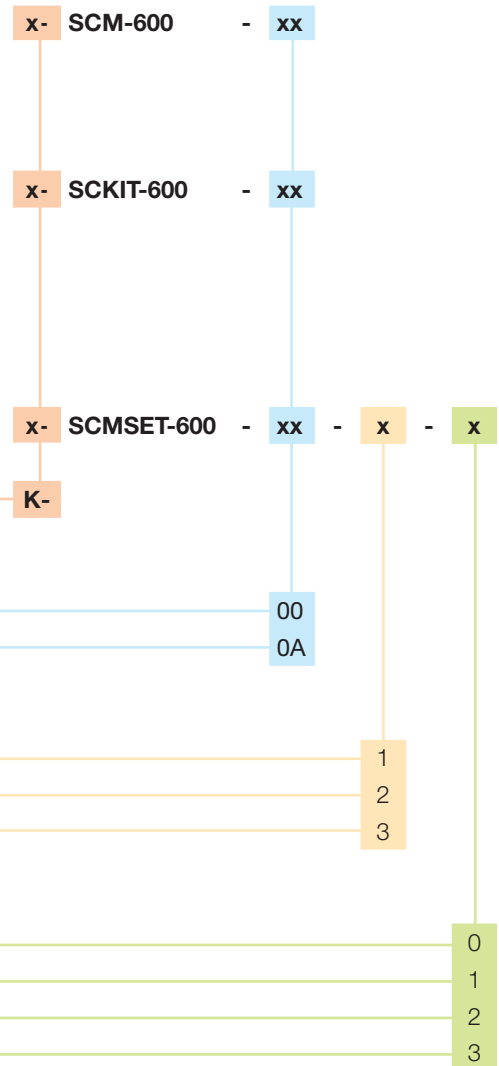 x- SCM-600 - xx
x- SCKIT-600 - xx
x- SCMSET-600 - xx - x - x
K-
00
0A
1
2
3
0
1
2
3